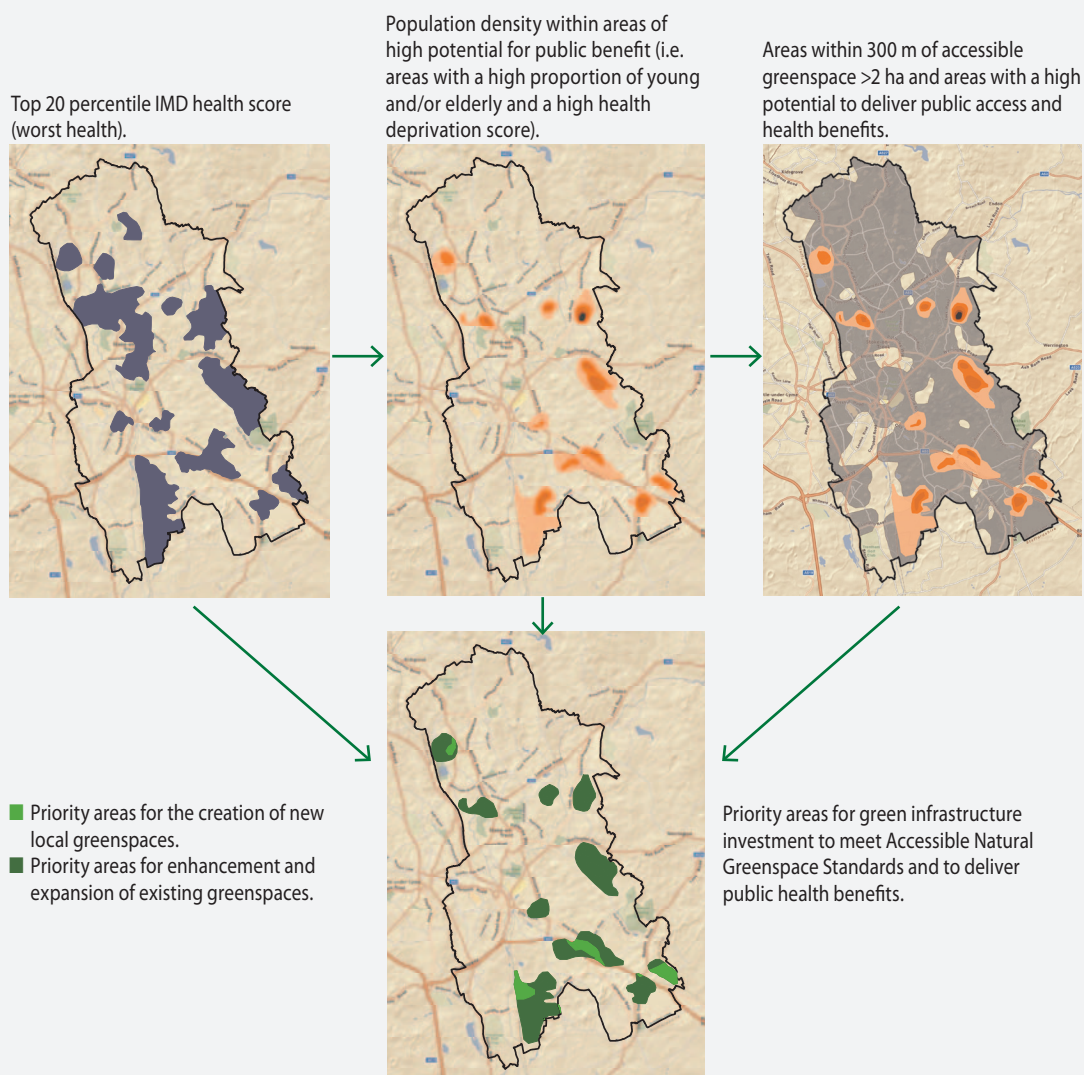 Top 20 percentile IMD health score
(worst health).
Population density within areas of
high potential for public benefit (i.e.
areas with a high proportion of young
and/or elderly and a high health
deprivation score).
Areas within 300 m of accessible
greenspace >2 ha and areas with a high
potential to deliver public access and
health benefits.
Priority areas for the creation of new
local greenspaces.
Priority areas for enhancement and
expansion of existing greenspaces.
Priority areas for green infrastructure
investment to meet Accessible Natural
Greenspace Standards and to deliver
public health benefits.